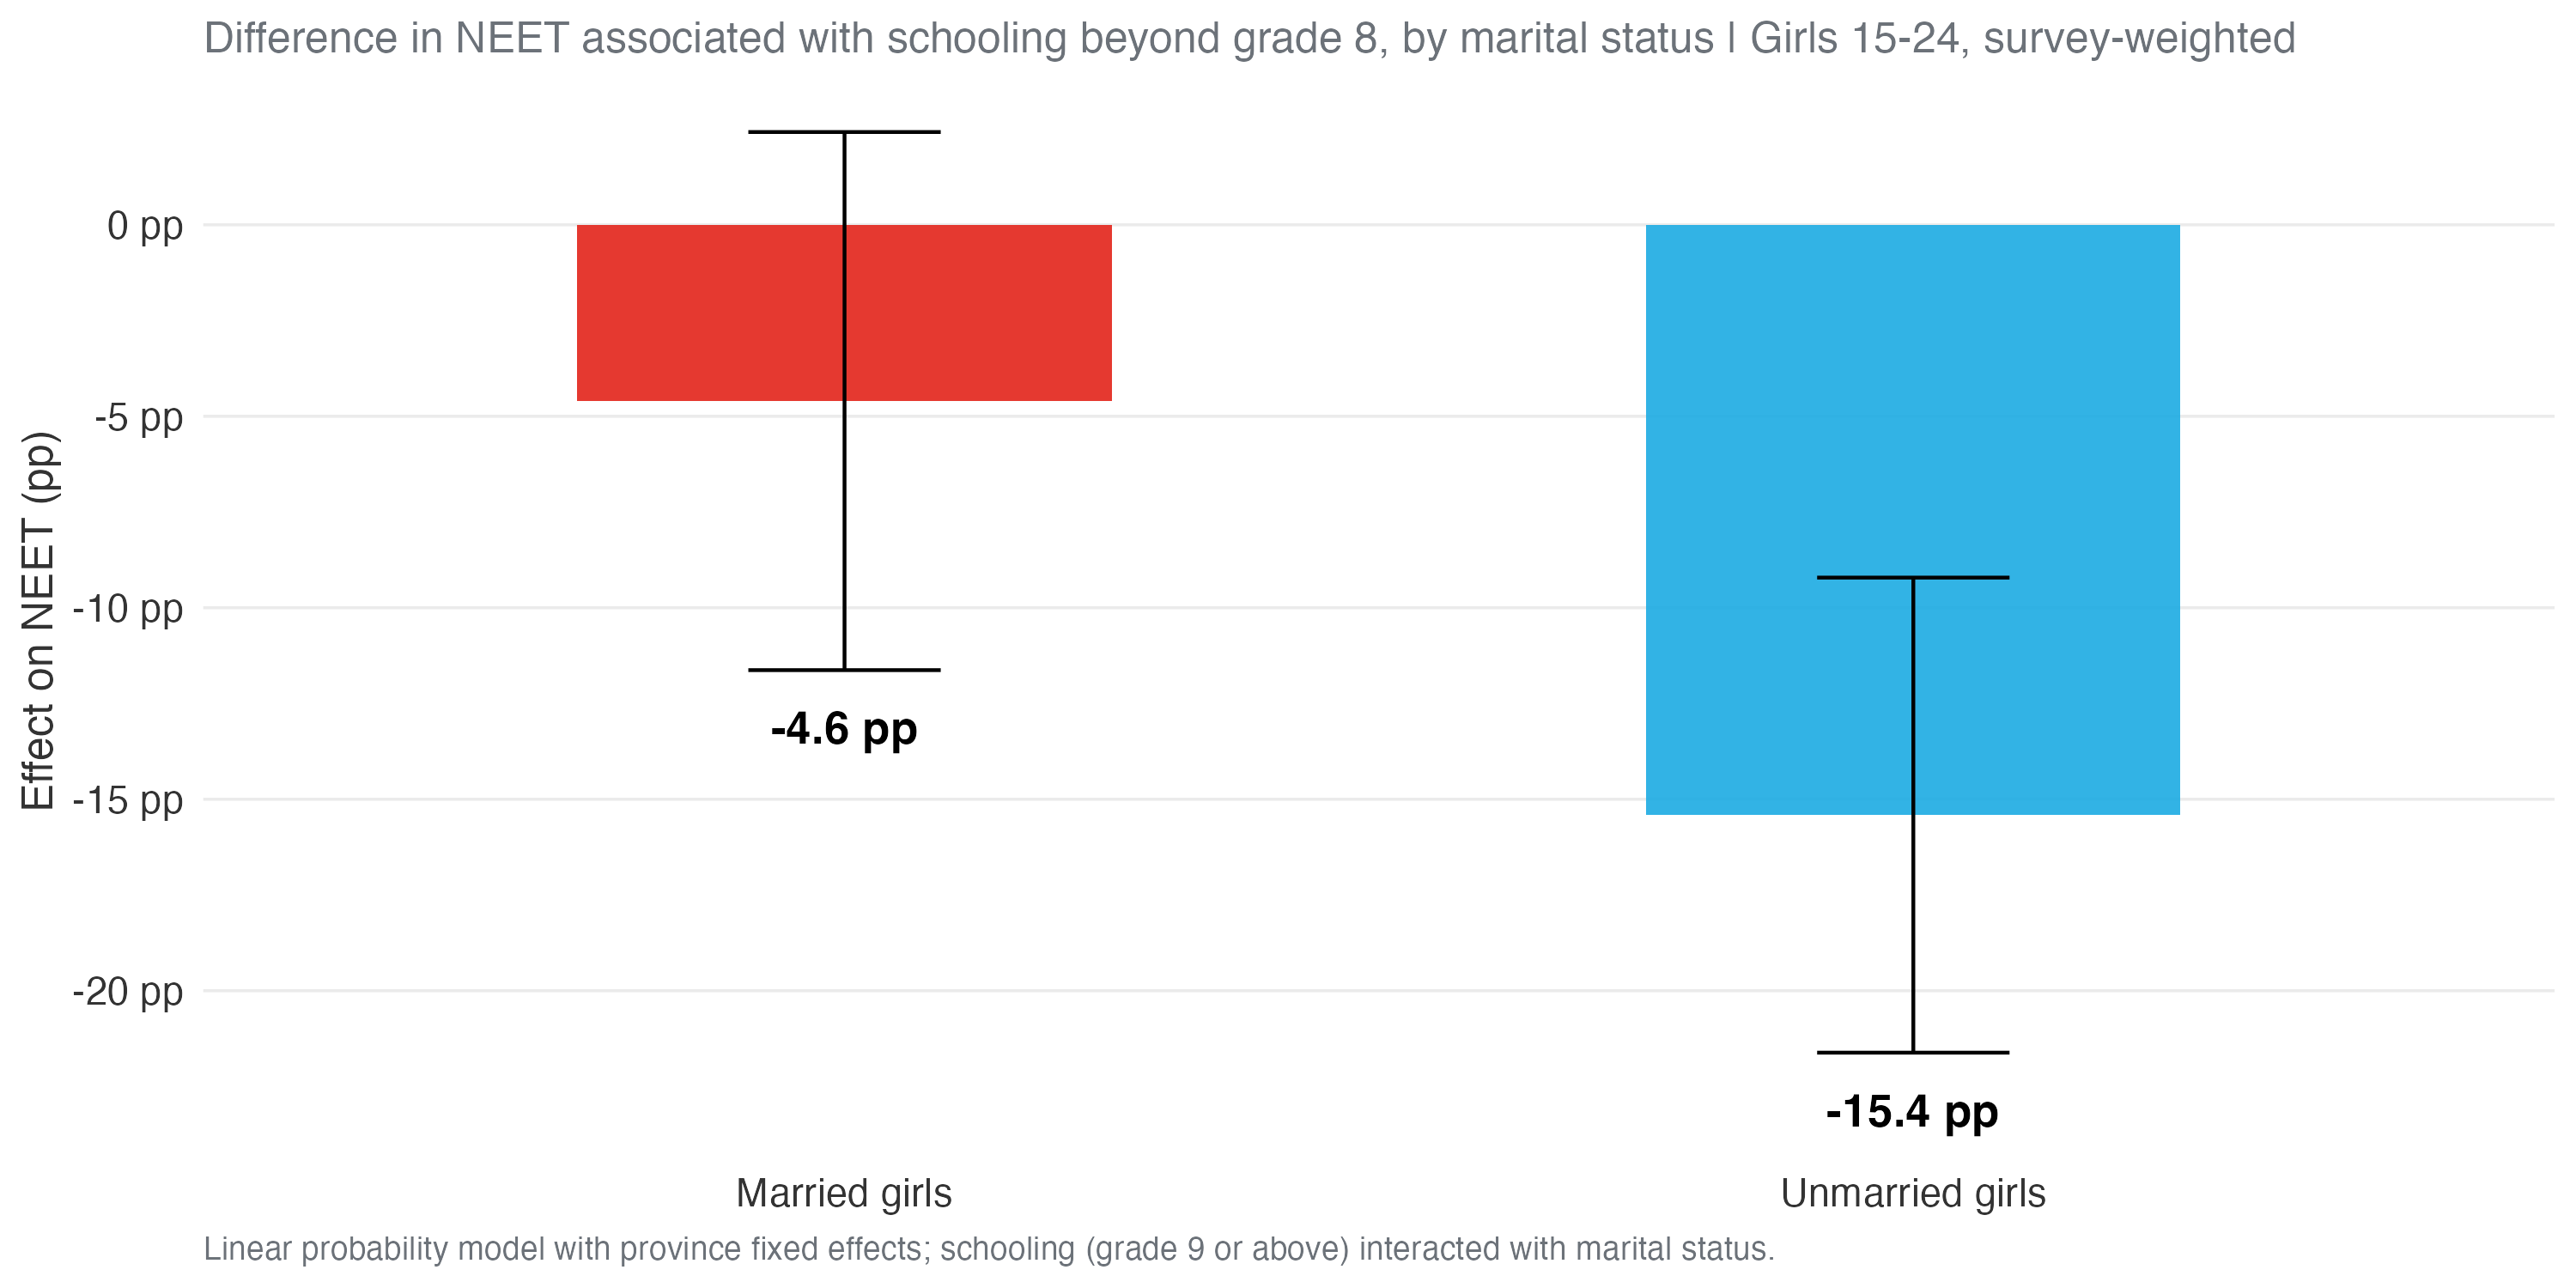 Difference in NEET associated with schooling beyond grade 8, by marital status | Girls 15-24, survey-weighted
Effect on NEET (pp)
0 pp
-5 pp
-10 pp
-15 pp
-20 pp
-4.6 pp
-15.4 pp
Married girls
Unmarried girls
Linear probability model with province fixed effects; schooling (grade 9 or above) interacted with marital status.